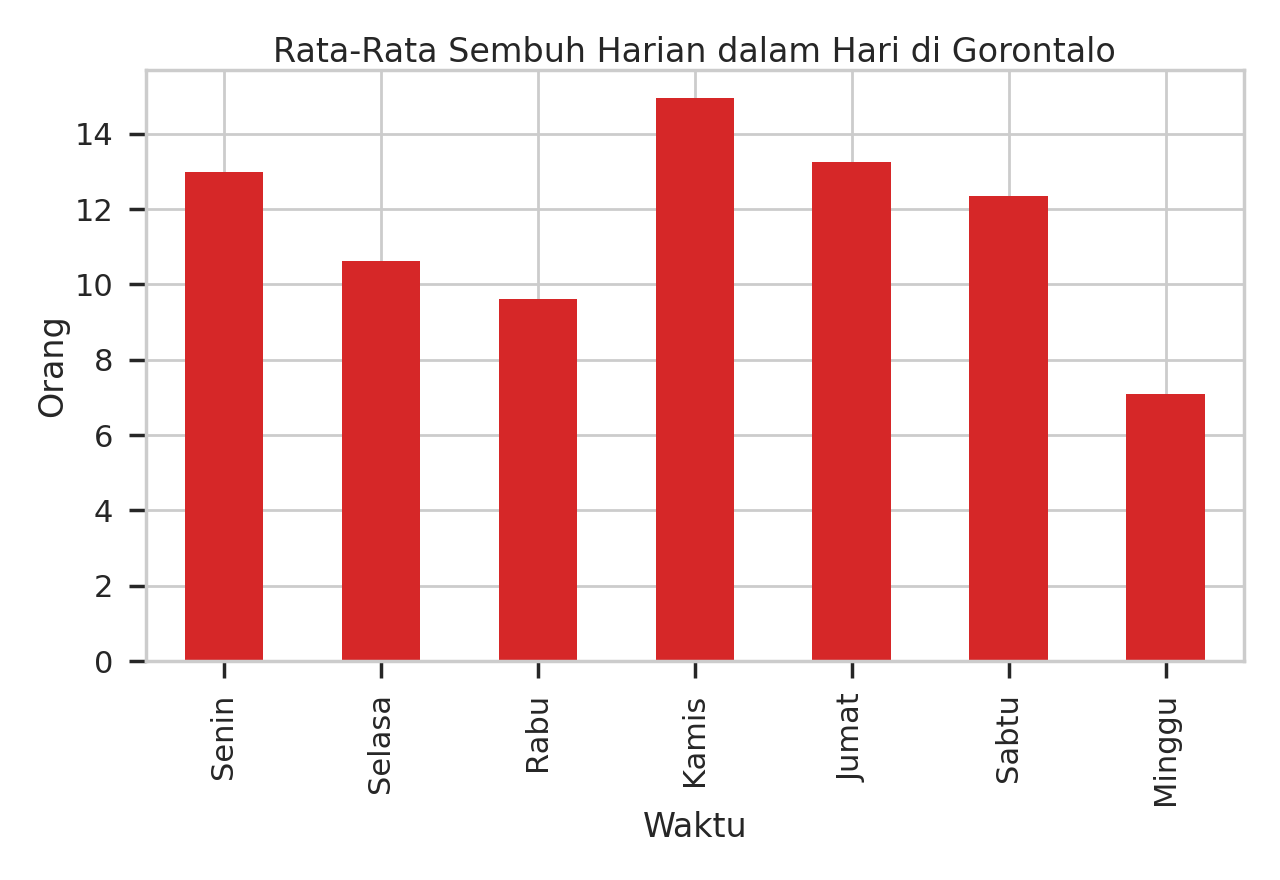 Rata-Rata Sembuh Harian dalam Hari di Gorontalo
Orang
14
12
10
8
6
4
2
0
Senin
Selasa
Rabu
Kamis
Jumat
Sabtu
Minggu
Waktu